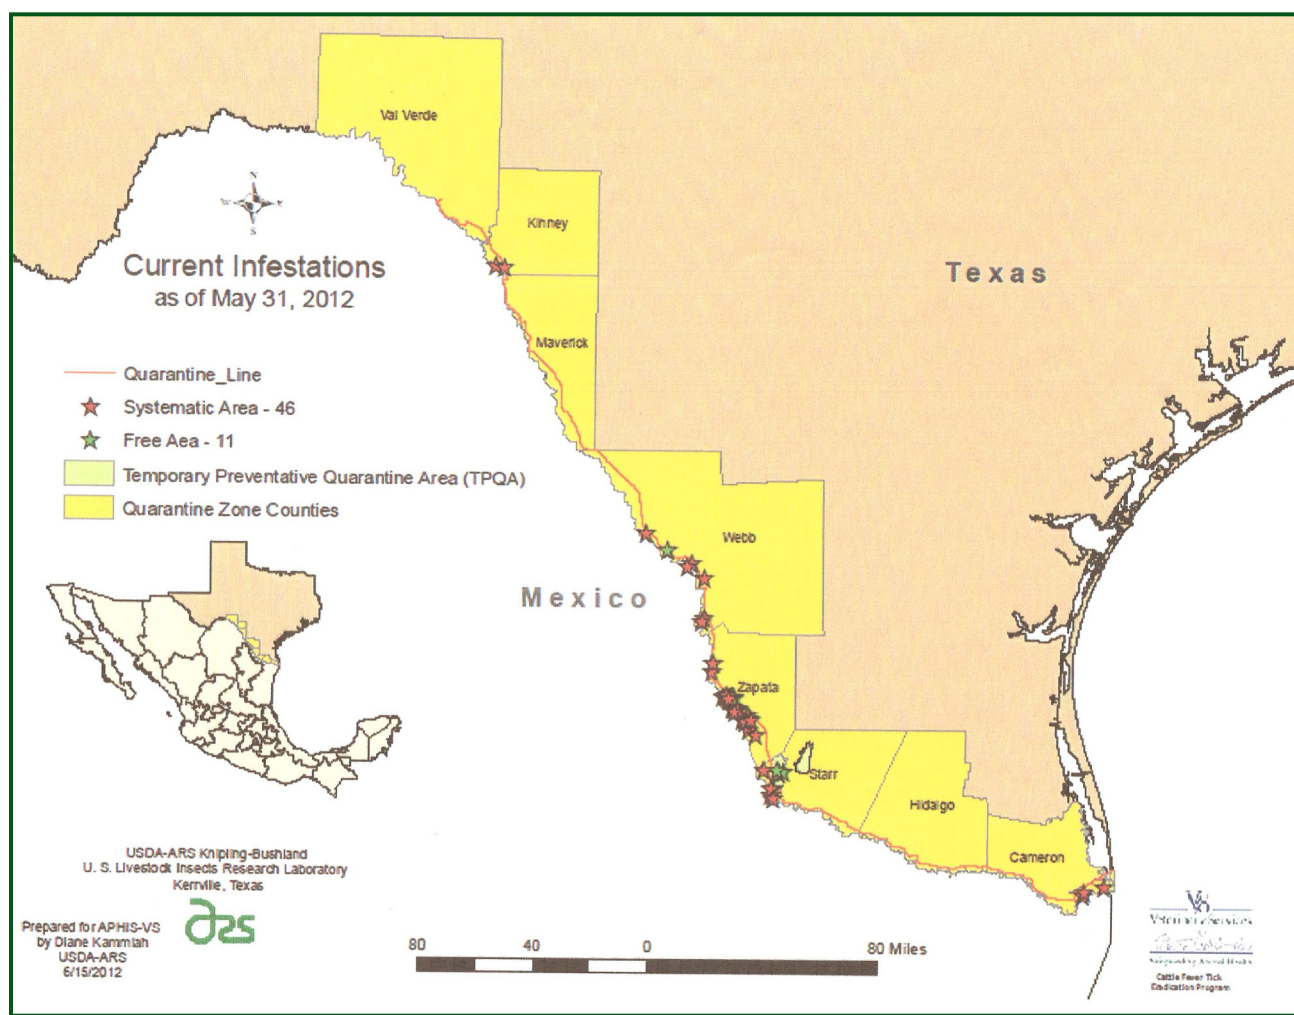 Val Verde
Kinney
Maverick
Texas
N
W
E
S
Current Infestations
as of May 31, 2012
Quarantine_Line
Systematic Area - 46
Free Aea - 11
Temporary Preventative Quarantine Area (TPQA)
Quarantine Zone Counties
Webb
Mexico
Zapata
Starr
Hidalgo
Cameron
USDA-ARS Knipling-Bushland
U. S. Livestock Insects Research Laboratory
Kerrville, Texas
ars
Prepared for APHIS-VS
by Diane Kammlah
USDA-ARS
6/15/2012
80 40 0 80 Miles
VS
Veterinary Services
Safeguarding Animal Health
Cattle Fever Tick
Eradication Program